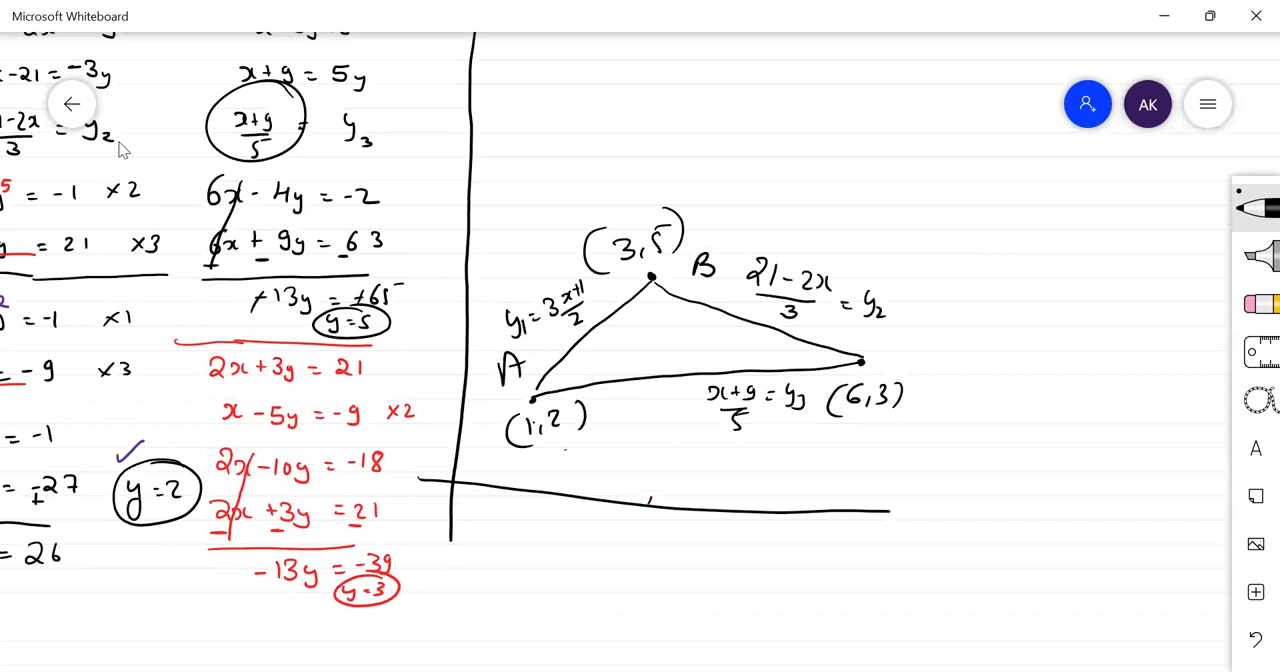 Microsoft Whiteboard
-21 = -3y
-2x/3 = y₂
= -1 ×2
= 21 ×3
= -1 ×1
= -9 ×3
= -1
= -27
y = 2
= 26
x+9 = 5y
x+9/5 = y₃
6x - 4y = -2
6x + 9y = 63
-13y = -65
y = 5
2x + 3y = 21
x - 5y = -9 ×2
2x - 10y = -18
2x + 3y = 21
-13y = -39
y = 3
(3,5)
B
21-2x/3 = y₂
y₁ = 3x+1/2
A
(1,2)
x+9/5 = y₃
(6,3)
AK
A